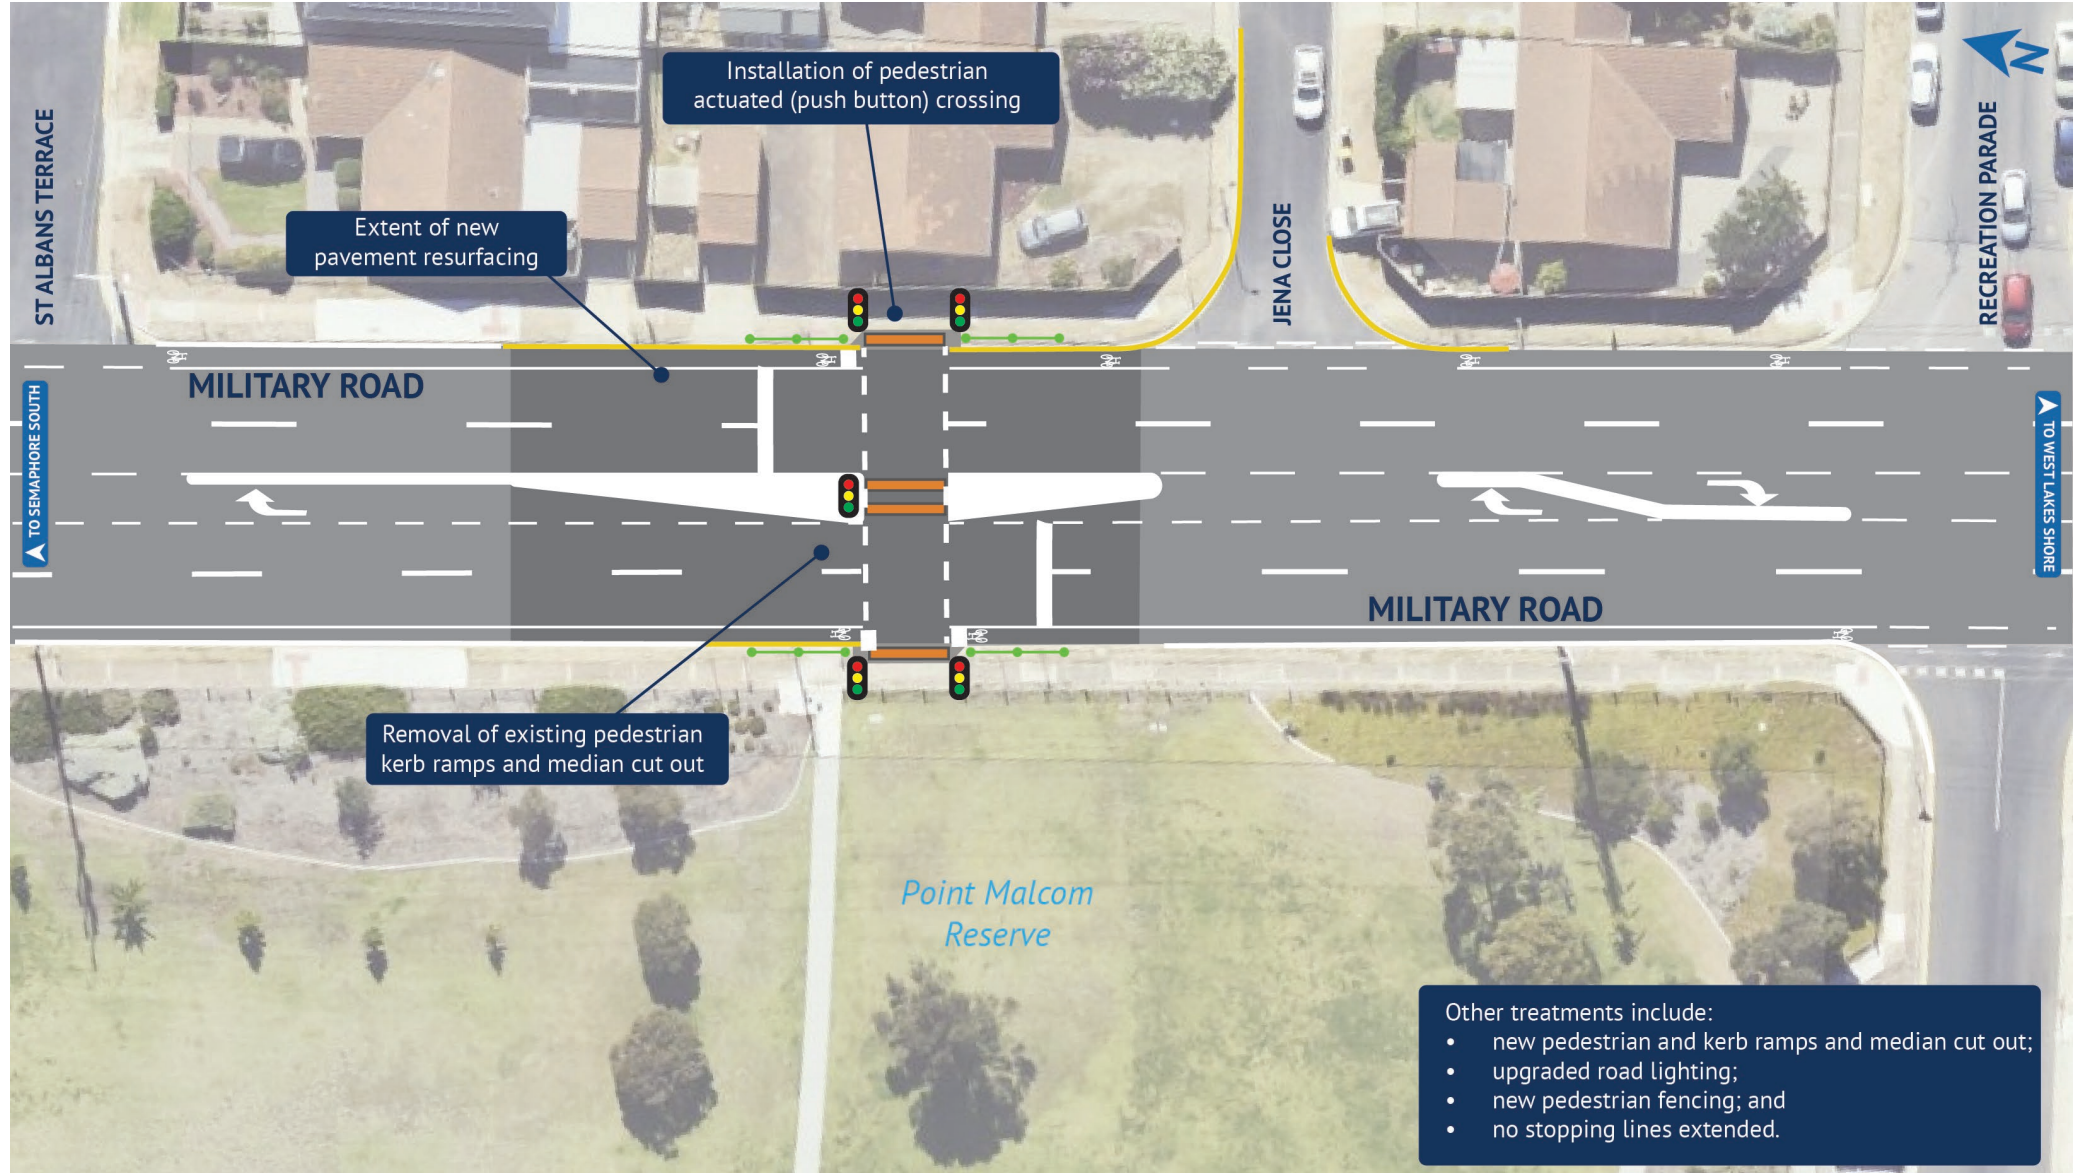 Installation of pedestrian
actuated (push button) crossing
N
ST ALBANS TERRACE
Extent of new
pavement resurfacing
JENA CLOSE
RECREATION PARADE
MILITARY ROAD
TO SEMAPHORE SOUTH
TO WEST LAKES SHORE
MILITARY ROAD
Removal of existing pedestrian
kerb ramps and median cut out
Point Malcom
Reserve
Other treatments include:
• new pedestrian and kerb ramps and median cut out;
• upgraded road lighting;
• new pedestrian fencing; and
• no stopping lines extended.